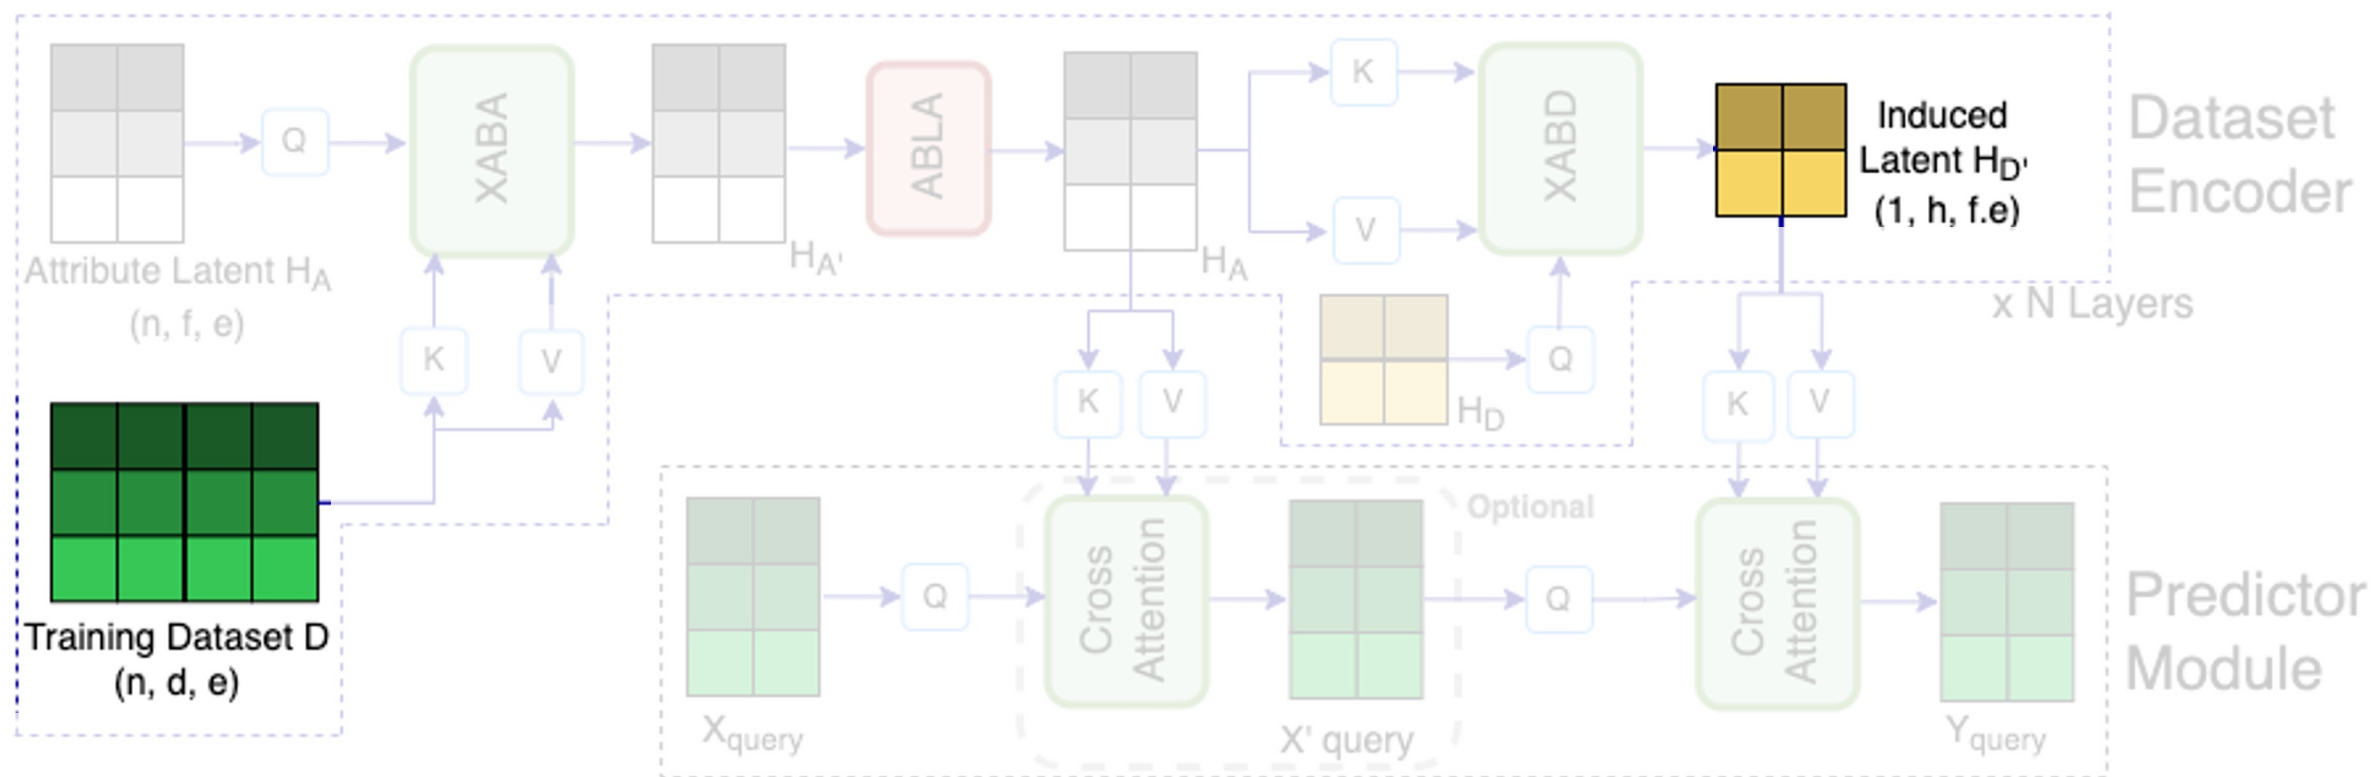 Q
XABA
ABLA
K
XABD
Induced
Latent HD'
(1, h, f.e)
Dataset
Encoder
Attribute Latent HA
(n, f, e)
HA'
HA
V
x N Layers
K
V
Q
HD
K
V
K
V
Training Dataset D
(n, d, e)
Optional
Q
Cross
Attention
Q
Cross
Attention
Predictor
Module
Xquery
X' query
Yquery